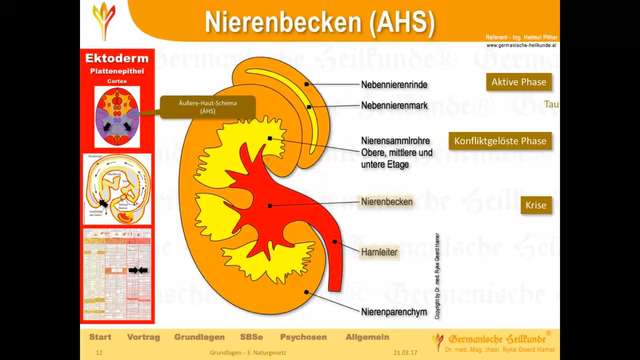 Nierenbecken (AHS)
Referent - Ing. Helmut Pilhar
www.germanische-heilkunde.at
Ektoderm
Plattenepithel
Cortex
Äußere-Haut-Schema
(AHS)
Nebennierenrinde
Nebennierenmark
Nierensammelrohre
Obere, mittlere und
untere Etage
Nierenbecken
Harnleiter
Nierenparenchym
Aktive Phase
Tau
Konfliktgelöste Phase
Krise
Copyright by Dr. med. Ryke Geerd Hamer
Start Vortrag Grundlagen SBSe Psychosen Allgemein
12 Grundlagen - 3. Naturgesetz 21.03.17
Germanische Heilkunde®
Dr. med. Mag. theol. Ryke Geerd Hamer